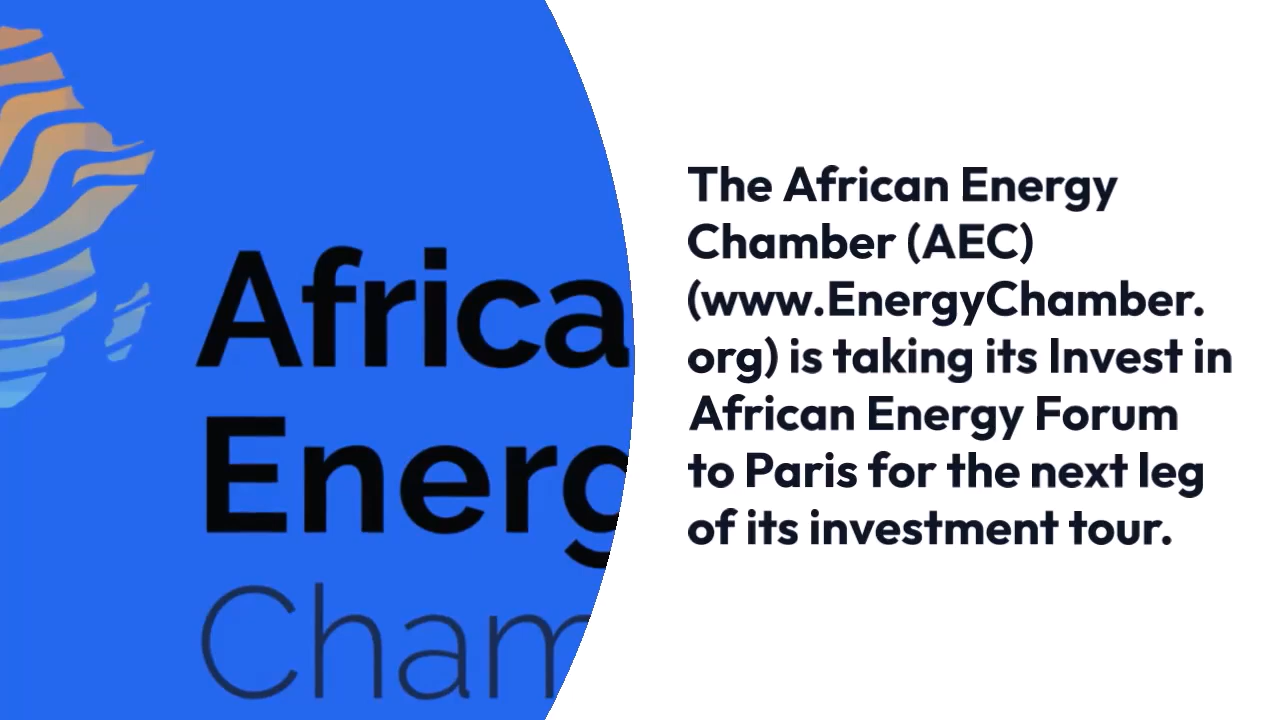 Africa
Energ
Cham
The African Energy
Chamber (AEC)
(www.EnergyChamber.
org) is taking its Invest in
African Energy Forum
to Paris for the next leg
of its investment tour.